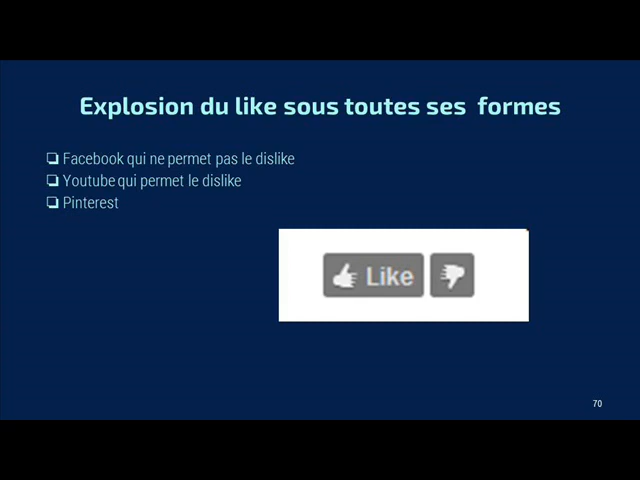 Explosion du like sous toutes ses formes
❏ Facebook qui ne permet pas le dislike
❏ Youtube qui permet le dislike
❏ Pinterest
Like
70